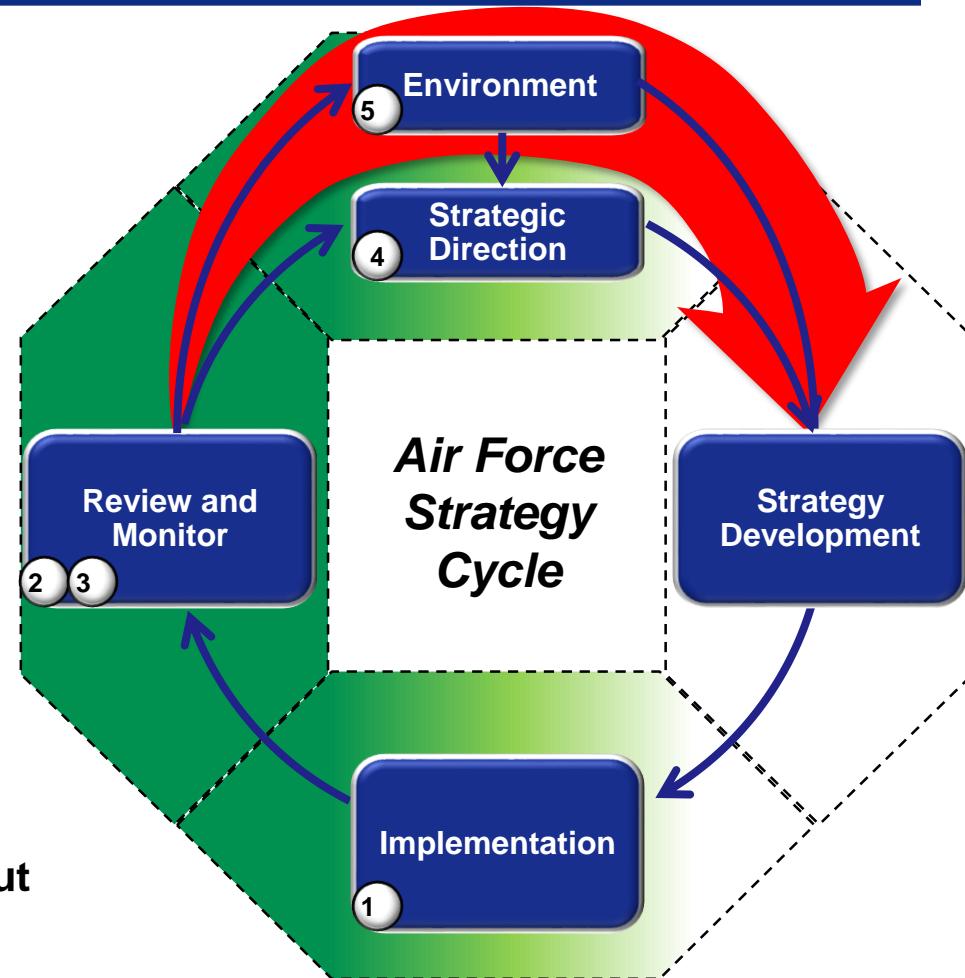 Environment
5
Strategic
Direction
4
Air Force
Strategy
Cycle
Review and
Monitor
2 3
Strategy
Development
Implementation
1
ut